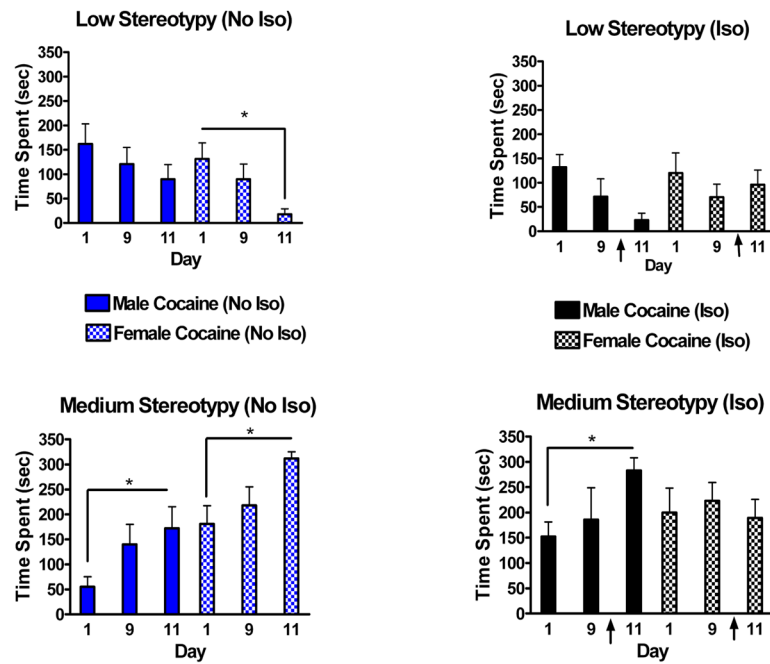 Low Stereotypy (No Iso)
Time Spent (sec)
350
300
250
200
150
100
50
0
*
1 9 11 1 9 11
Day
Low Stereotypy (Iso)
Time Spent (sec)
350
300
250
200
150
100
50
0
1 9 11 1 9 11
Day
Male Cocaine (No Iso)
Female Cocaine (No Iso)
Male Cocaine (Iso)
Female Cocaine (Iso)
Medium Stereotypy (No Iso)
Time Spent (sec)
350
300
250
200
150
100
50
0
*
*
1 9 11 1 9 11
Day
Medium Stereotypy (Iso)
Time Spent (sec)
350
300
250
200
150
100
50
0
*
1 9 11 1 9 11
Day